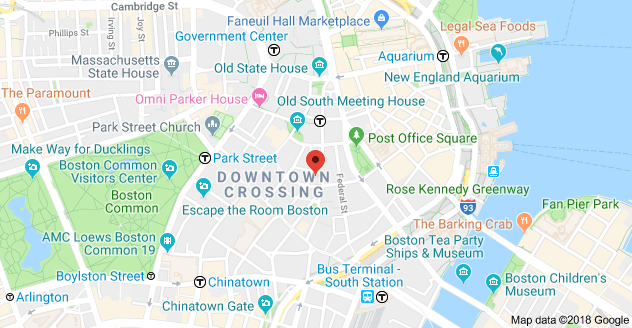 Cambridge St
Faneuil Hall Marketplace
Legal Sea Foods
Phillips St
Irving St
Joy St
Government Center
Aquarium
Massachusetts
State House
Old State House
New England Aquarium
The Paramount
Omni Parker House
Old South Meeting House
Park Street Church
Post Office Square
Make Way for Ducklings
Park Street
Boston Common
Visitors Center
DOWNTOWN
CROSSING
Federal St
Rose Kennedy Greenway
Boston
Common
Escape the Room Boston
93
Fan Pier Park
The Barking Crab
AMC Loews Boston
Common 19
Boston Tea Party
Ships & Museum
Boylston Street
Chinatown
Bus Terminal -
South Station
Boston Children's
Museum
Arlington
Chinatown Gate
Map data ©2018 Google